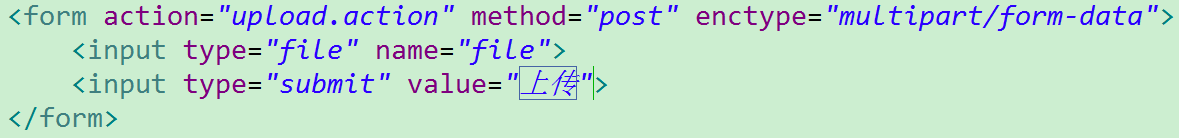 <form action="upload.action" method="post" enctype="multipart/form-data">
    <input type="file" name="file">
    <input type="submit" value="上传">
</form>